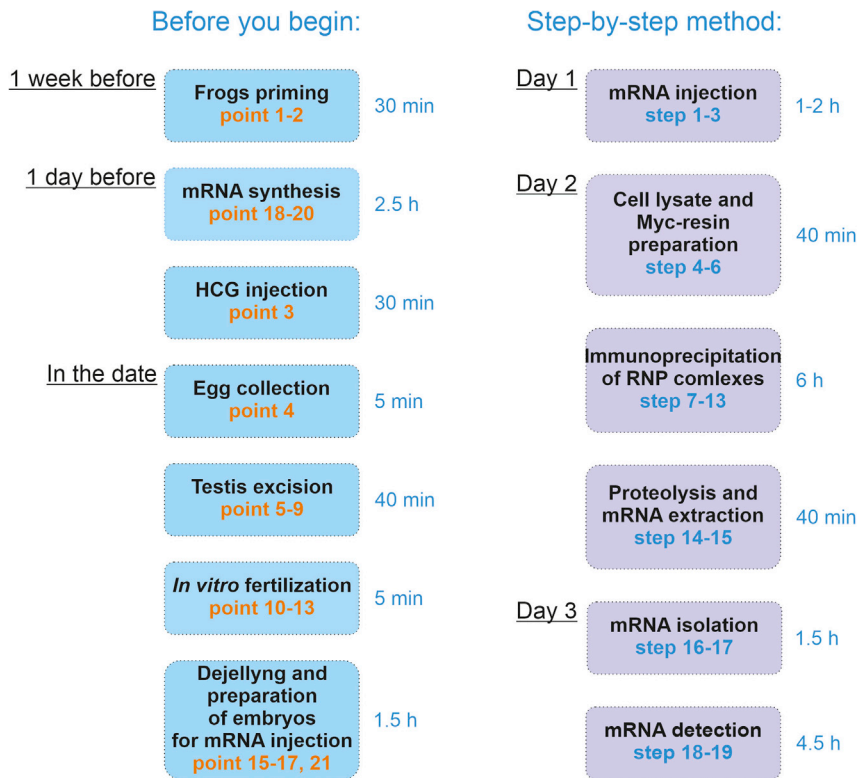 Before you begin:
1 week before
Frogs priming
point 1-2
30 min
1 day before
mRNA synthesis
point 18-20
2.5 h
HCG injection
point 3
30 min
In the date
Egg collection
point 4
5 min
Testis excision
point 5-9
40 min
In vitro fertilization
point 10-13
5 min
Dejellyng and
preparation
of embryos
for mRNA injection
point 15-17, 21
1.5 h
Step-by-step method:
Day 1
mRNA injection
step 1-3
1-2 h
Day 2
Cell lysate and
Myc-resin
preparation
step 4-6
40 min
Immunoprecipitation
of RNP comlexes
step 7-13
6 h
Proteolysis and
mRNA extraction
step 14-15
40 min
Day 3
mRNA isolation
step 16-17
1.5 h
mRNA detection
step 18-19
4.5 h